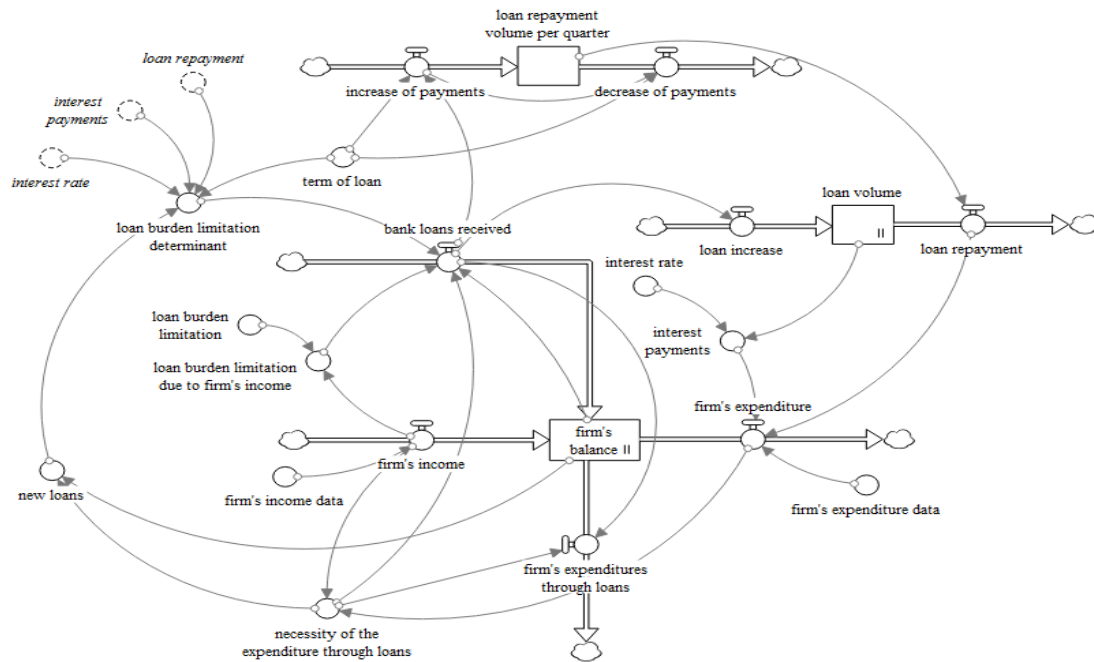 loan repayment
volume per quarter
loan repayment
interest
payments
increase of payments
decrease of payments
interest rate
term of loan
loan volume
loan burden limitation
determinant
bank loans received
II
loan increase
loan repayment
interest rate
loan burden
limitation
interest
payments
loan burden limitation
due to firm's income
firm's expenditure
firm's
balance II
firm's income
new loans
firm's income data
firm's expenditure data
firm's expenditures
through loans
necessity of the
expenditure through loans